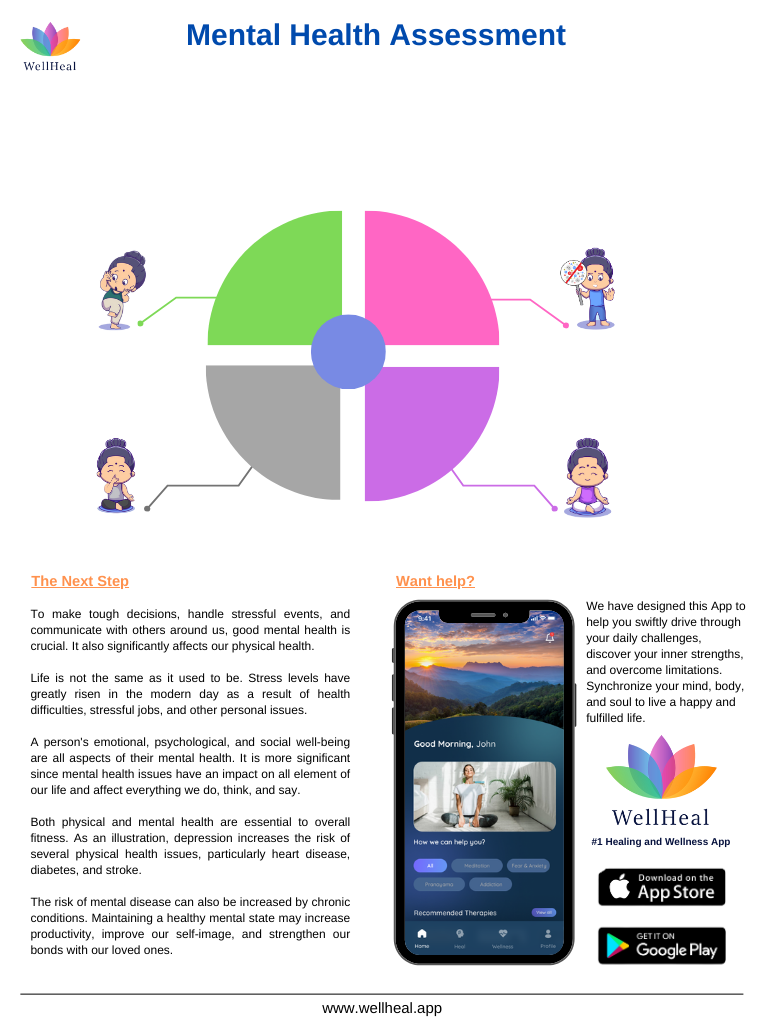 WellHeal
Mental Health Assessment
The Next Step
To make tough decisions, handle stressful events, and
communicate with others around us, good mental health is
crucial. It also significantly affects our physical health.
Life is not the same as it used to be. Stress levels have
greatly risen in the modern day as a result of health
difficulties, stressful jobs, and other personal issues.
A person's emotional, psychological, and social well-being
are all aspects of their mental health. It is more significant
since mental health issues have an impact on all element of
our life and affect everything we do, think, and say.
Both physical and mental health are essential to overall
fitness. As an illustration, depression increases the risk of
several physical health issues, particularly heart disease,
diabetes, and stroke.
The risk of mental disease can also be increased by chronic
conditions. Maintaining a healthy mental state may increase
productivity, improve our self-image, and strengthen our
bonds with our loved ones.
Want help?
9:41
Good Morning, John
How we can help you?
All
Meditation
Fear & Anxiety
Pranayama
Addiction
Recommended Therapies
View All
Home
Heal
Wellness
Profile
We have designed this App to
help you swiftly drive through
your daily challenges,
discover your inner strengths,
and overcome limitations.
Synchronize your mind, body,
and soul to live a happy and
fulfilled life.
WellHeal
#1 Healing and Wellness App
Download on the
App Store
GET IT ON
Google Play
www.wellheal.app